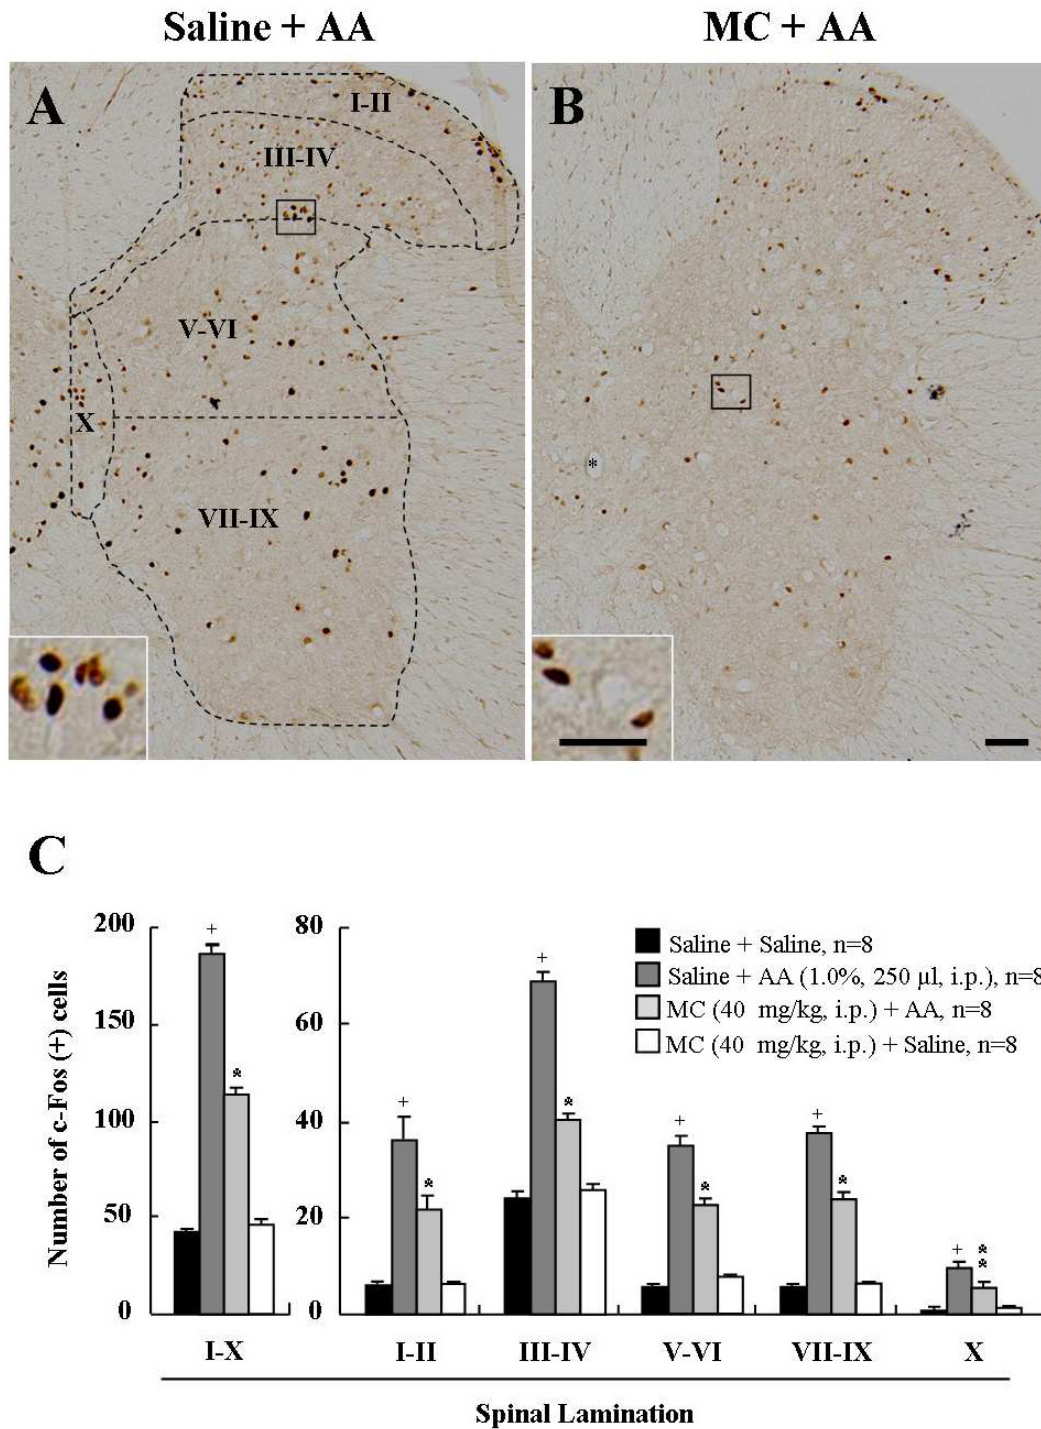 Saline + AA
MC + AA
A
I-II
III-IV
V-VI
X
VII-IX
B
*
C
Number of c-Fos (+) cells
200
150
100
50
0
80
60
40
20
0
+
*
+
*
+
*
+
*
+
*
+
*
*
Saline + Saline, n=8
Saline + AA (1.0%, 250 µl, i.p.), n=8
MC (40 mg/kg, i.p.) + AA, n=8
MC (40 mg/kg, i.p.) + Saline, n=8
I-X
I-II
III-IV
V-VI
VII-IX
X
Spinal Lamination